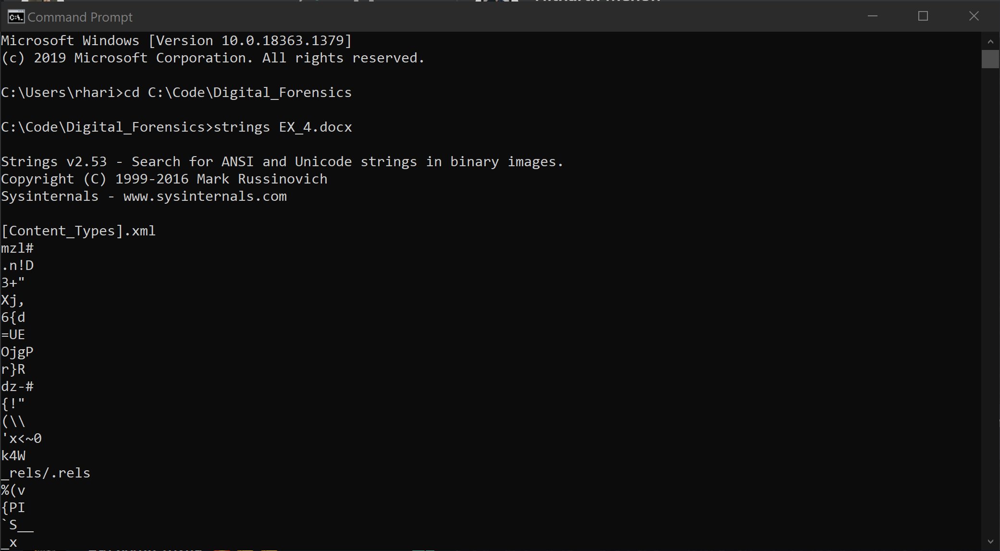 Command Prompt
Microsoft Windows [Version 10.0.18363.1379]
(c) 2019 Microsoft Corporation. All rights reserved.
C:\Users\rhari>cd C:\Code\Digital_Forensics
C:\Code\Digital_Forensics>strings EX_4.docx
Strings v2.53 - Search for ANSI and Unicode strings in binary images.
Copyright (C) 1999-2016 Mark Russinovich
Sysinternals - www.sysinternals.com
[Content_Types].xml
mzl#
.n!D
3+"
Xj,
6{d
=UE
OjgP
r}R
dz-#
{!"
(\\
'x<~0
k4W
_rels/.rels
%(v
{PI
`S__
_x